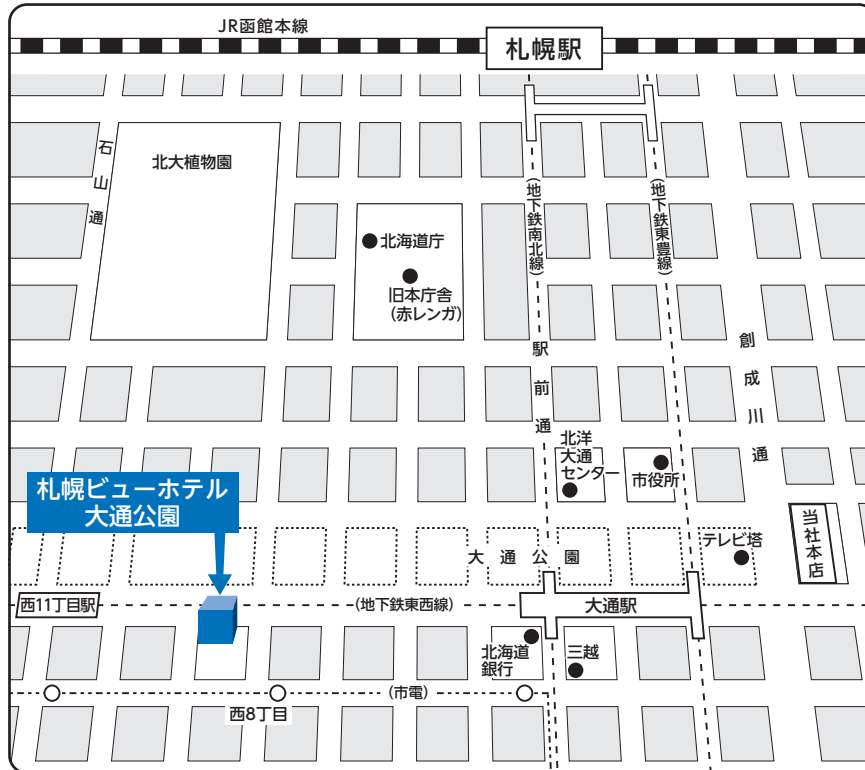 JR函館本線
札幌駅
石山通
北大植物園
北海道庁
旧本庁舎
(赤レンガ)
(地下鉄南北線)
(地下鉄東豊線)
駅前通
創成川通
北洋
大通
センター
市役所
札幌ビューホテル
大通公園
大通公園
テレビ塔
当社本店
西11丁目駅
(地下鉄東西線)
大通駅
北海道
銀行
三越
(市電)
西8丁目